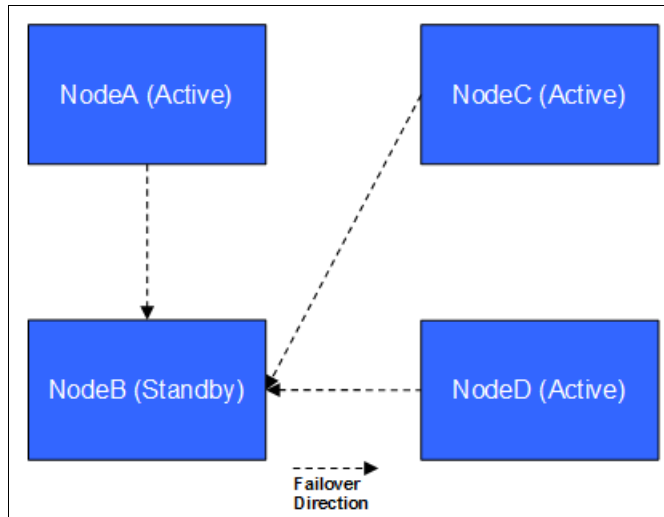 NodeA (Active)
NodeC (Active)
NodeB (Standby)
NodeD (Active)
Failover
Direction